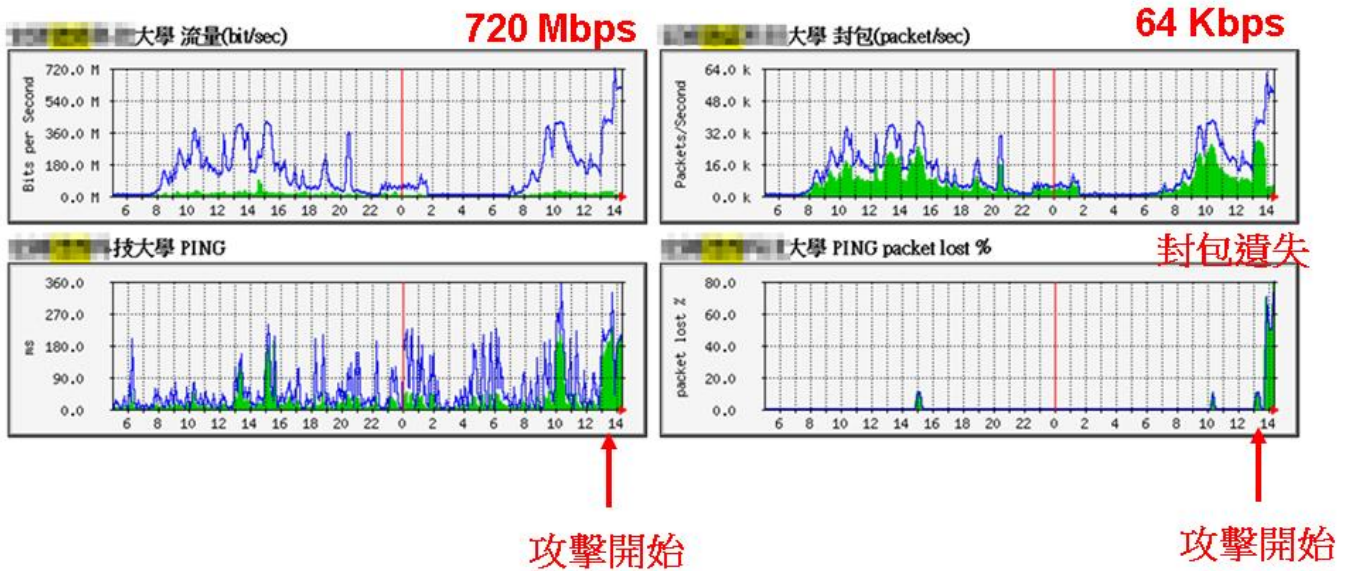 大學 流量(bit/sec)
720 Mbps
720.0 M
540.0 M
360.0 M
180.0 M
0.0 M
Bits per Second
6 8 10 12 14 16 18 20 22 0 2 4 6 8 10 12 14
大學 封包(packet/sec)
64 Kbps
64.0 k
48.0 k
32.0 k
16.0 k
0.0 k
Packets/Second
6 8 10 12 14 16 18 20 22 0 2 4 6 8 10 12 14
技大學 PING
360.0
270.0
180.0
90.0
0.0
ms
6 8 10 12 14 16 18 20 22 0 2 4 6 8 10 12 14
大學 PING packet lost %
封包遺失
80.0
60.0
40.0
20.0
0.0
packet lost %
6 8 10 12 14 16 18 20 22 0 2 4 6 8 10 12 14
攻擊開始
攻擊開始